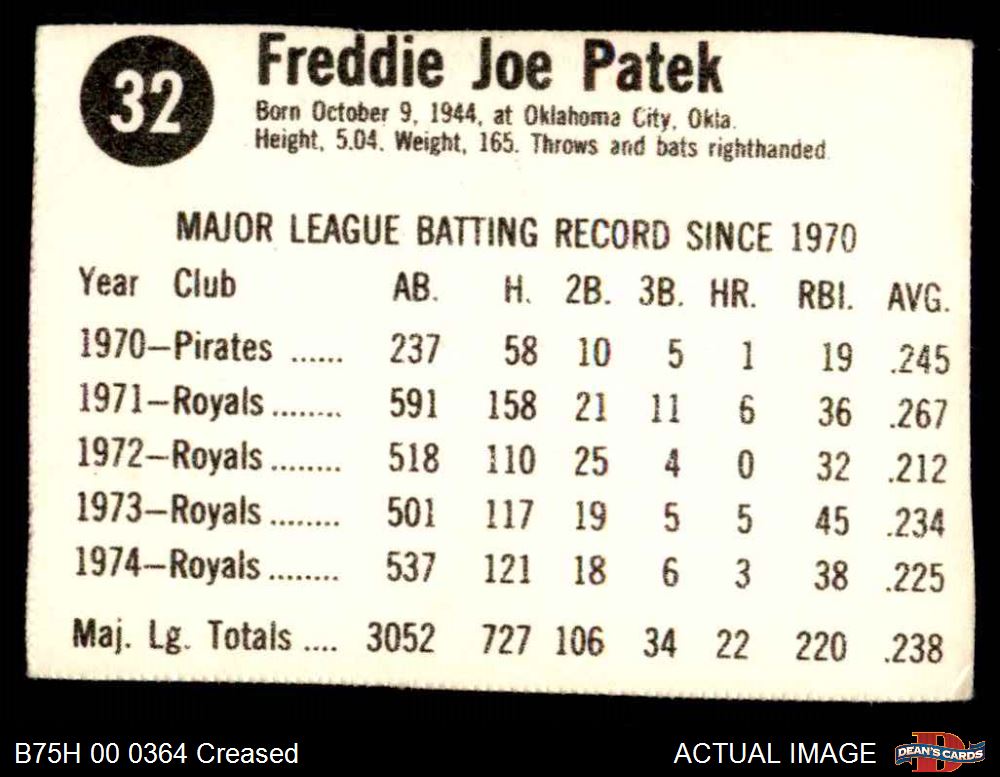 32
Freddie Joe Patek
Born October 9, 1944, at Oklahoma City, Okla.
Height, 5.04. Weight, 165. Throws and bats righthanded
MAJOR LEAGUE BATTING RECORD SINCE 1970
Year Club AB. H. 2B. 3B. HR. RBI. AVG.
1970—Pirates ...... 237 58 10 5 1 19 .245
1971—Royals ........ 591 158 21 11 6 36 .267
1972—Royals ........ 518 110 25 4 0 32 .212
1973—Royals ........ 501 117 19 5 5 45 .234
1974—Royals ........ 537 121 18 6 3 38 .225
Maj. Lg. Totals .... 3052 727 106 34 22 220 .238
B75H 00 0364 Creased
ACTUAL IMAGE
D
DEAN'S CARDS